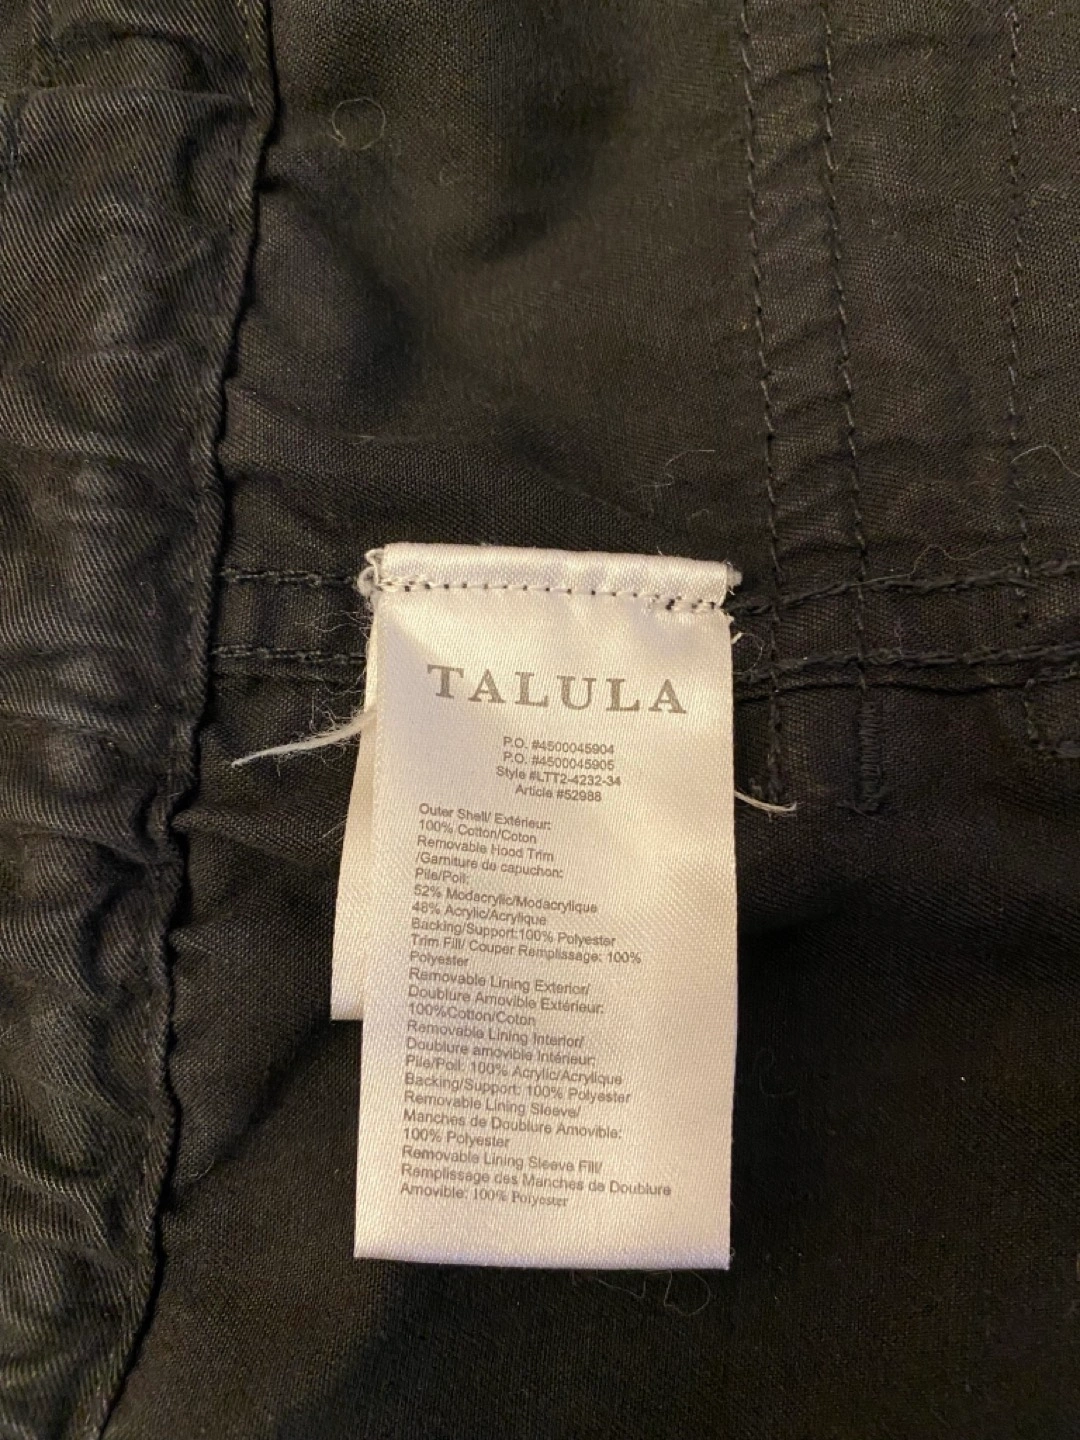 TALULA
P.O. #4500045904
P.O. #4500045905
Style #LTT2-4232-34
Article #52988
Outer Shell/ Extérieur:
100% Cotton/Coton
Removable Hood Trim
/Garniture de capuchon:
Pile/Poil:
52% Modacrylic/Modacrylique
48% Acrylic/Acrylique
Backing/Support:100% Polyester
Trim Fill/ Couper Remplissage: 100%
Polyester
Removable Lining Exterior/
Doublure Amovible Extérieur:
100%Cotton/Coton
Removable Lining Interior/
Doublure amovible Intérieur:
Pile/Poil: 100% Acrylic/Acrylique
Backing/Support: 100% Polyester
Removable Lining Sleeve/
Manches de Doublure Amovible:
100% Polyester
Removable Lining Sleeve Fill/
Remplissage des Manches de Doublure
Amovible: 100% Polyester